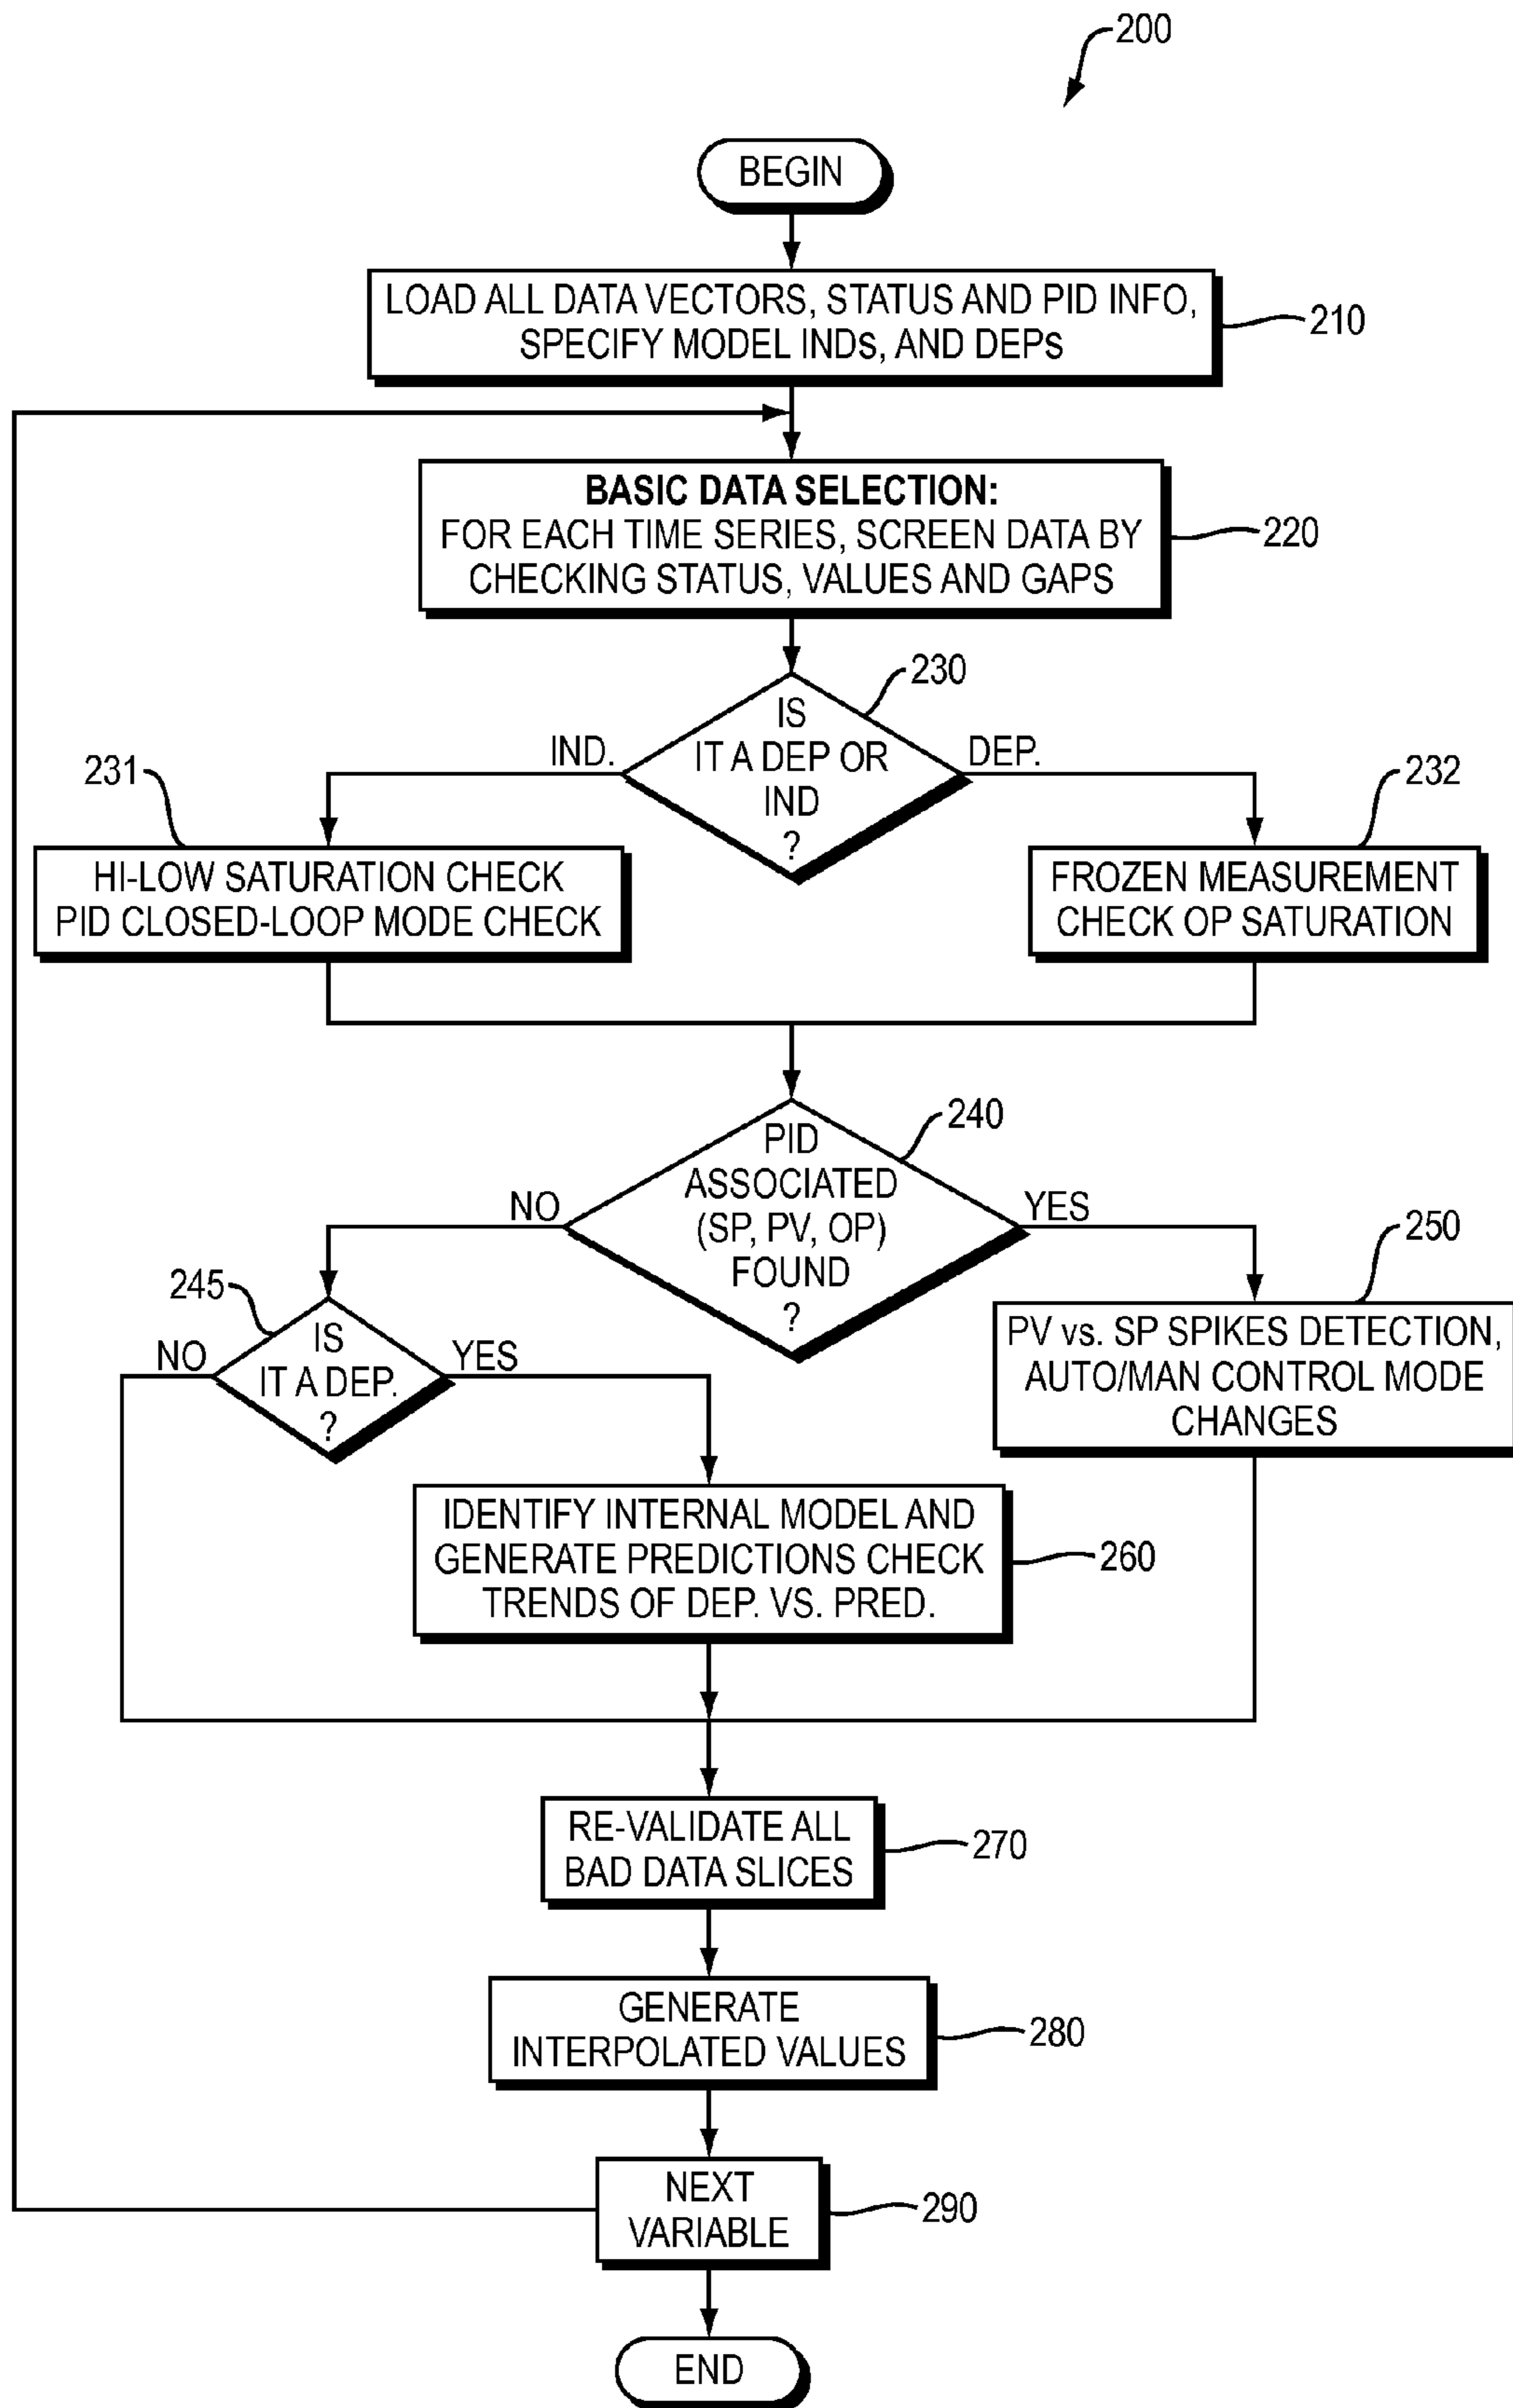 200
BEGIN
LOAD ALL DATA VECTORS, STATUS AND PID INFO,
SPECIFY MODEL INDs, AND DEPs
210
BASIC DATA SELECTION:
FOR EACH TIME SERIES, SCREEN DATA BY
CHECKING STATUS, VALUES AND GAPS
220
230
IS
IT A DEP OR
IND
?
IND.
DEP.
231
HI-LOW SATURATION CHECK
PID CLOSED-LOOP MODE CHECK
232
FROZEN MEASUREMENT
CHECK OP SATURATION
240
PID
ASSOCIATED
(SP, PV, OP)
FOUND
?
NO
YES
245
IS
IT A DEP.
?
NO
YES
250
PV vs. SP SPIKES DETECTION,
AUTO/MAN CONTROL MODE
CHANGES
IDENTIFY INTERNAL MODEL AND
GENERATE PREDICTIONS CHECK
TRENDS OF DEP. VS. PRED.
260
RE-VALIDATE ALL
BAD DATA SLICES
270
GENERATE
INTERPOLATED VALUES
280
NEXT
VARIABLE
290
END